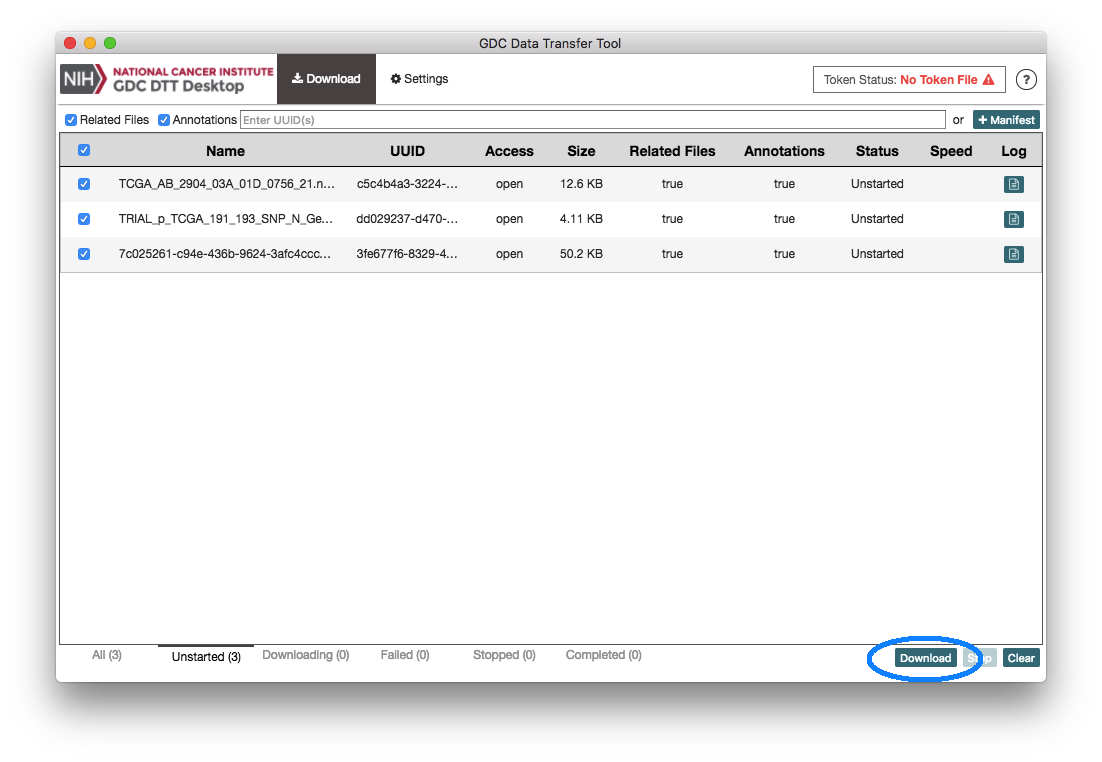 GDC Data Transfer Tool
NIH NATIONAL CANCER INSTITUTE
GDC DTT Desktop
Download Settings Token Status: No Token File ?
Related Files Annotations Enter UUID(s) or + Manifest
Name UUID Access Size Related Files Annotations Status Speed Log
TCGA_AB_2904_03A_01D_0756_21.n... c5c4b4a3-3224-... open 12.6 KB true true Unstarted
TRIAL_p_TCGA_191_193_SNP_N_Ge... dd029237-d470-... open 4.11 KB true true Unstarted
7c025261-c94e-436b-9624-3afc4ccc... 3fe677f6-8329-4... open 50.2 KB true true Unstarted
All (3) Unstarted (3) Downloading (0) Failed (0) Stopped (0) Completed (0) Download Stop Clear